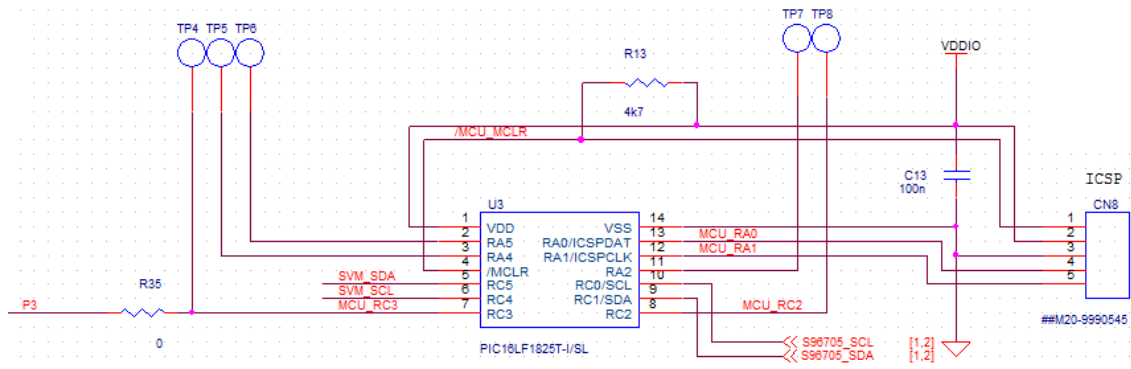 TP4 TP5 TP6
TP7 TP8
R13
4k7
VDDIO
/MCU_MCLR
C13
100n
ICSP
CN8
1
2
3
4
5
##M20-9990545
U3
1 VDD
2 RA5
3 RA4
4 /MCLR
5 RC5
6 RC4
7 RC3
VSS 14
RA0/ICSPDAT 13
RA1/ICSPCLK 12
RA2 11
RC0/SCL 10
RC1/SDA 9
RC2 8
MCU_RA0
MCU_RA1
SVM_SDA
SVM_SCL
MCU_RC3
MCU_RC2
R35
P3
0
PIC16LF1825T-I/SL
S96705_SCL [1,2]
S96705_SDA [1,2]